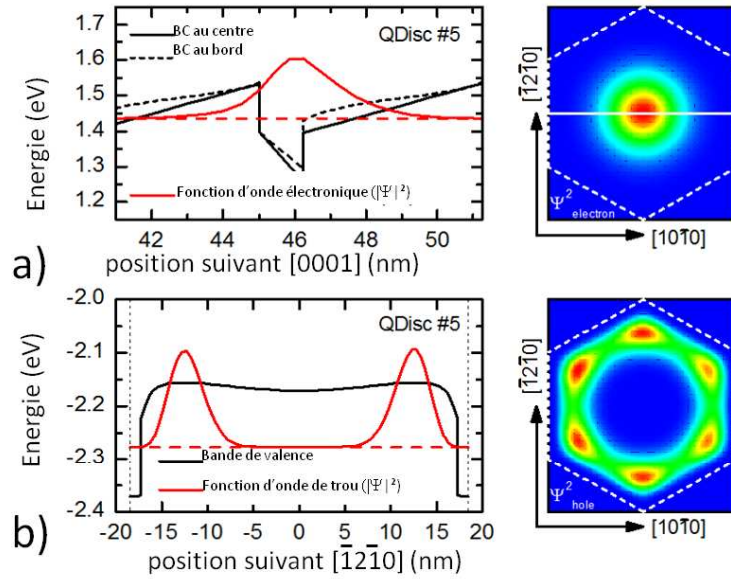 QDisc #5
BC au centre
BC au bord
Fonction d'onde électronique (|Ψ|²)
Energie (eV)
1.7
1.6
1.5
1.4
1.3
1.2
42 44 46 48 50
position suivant [0001] (nm)
a)
[1̄21̄0]
Ψ²electron
[101̄0]
QDisc #5
Bande de valence
Fonction d'onde de trou (|Ψ|²)
Energie (eV)
-2.0
-2.1
-2.2
-2.3
-2.4
-20 -15 -10 -5 0 5 10 15 20
position suivant [1̄21̄0] (nm)
b)
[1̄21̄0]
Ψ²hole
[101̄0]